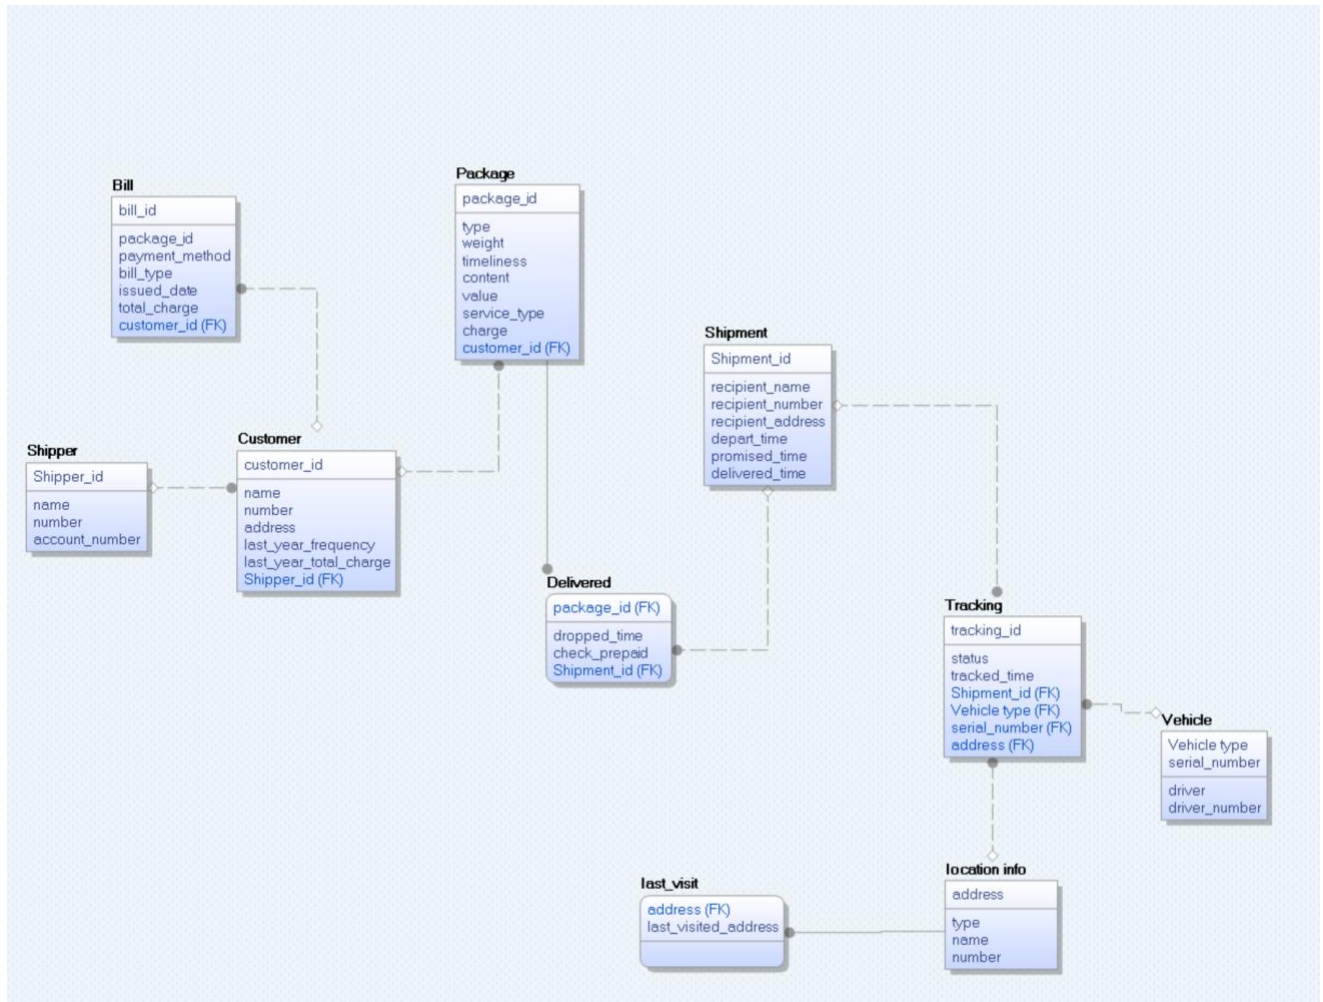 Bill
bill_id
package_id
payment_method
bill_type
issued_date
total_charge
customer_id (FK)
Package
package_id
type
weight
timeliness
content
value
service_type
charge
customer_id (FK)
Shipment
Shipment_id
recipient_name
recipient_number
recipient_address
depart_time
promised_time
delivered_time
Shipper
Shipper_id
name
number
account_number
Customer
customer_id
name
number
address
last_year_frequency
last_year_total_charge
Shipper_id (FK)
Delivered
package_id (FK)
dropped_time
check_prepaid
Shipment_id (FK)
Tracking
tracking_id
status
tracked_time
Shipment_id (FK)
Vehicle type (FK)
serial_number (FK)
address (FK)
Vehicle
Vehicle type
serial_number
driver
driver_number
last_visit
address (FK)
last_visited_address
location info
address
type
name
number